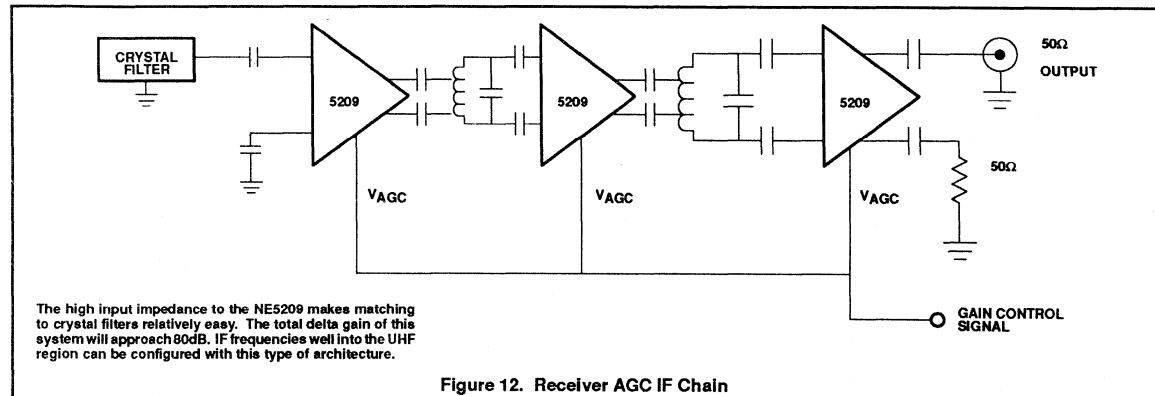 CRYSTAL
FILTER
5209
5209
5209
50Ω
OUTPUT
50Ω
VAGC
VAGC
VAGC
The high input impedance to the NE5209 makes matching
to crystal filters relatively easy. The total delta gain of this
system will approach 80dB. IF frequencies well into the UHF
region can be configured with this type of architecture.
GAIN CONTROL
SIGNAL
Figure 12. Receiver AGC IF Chain